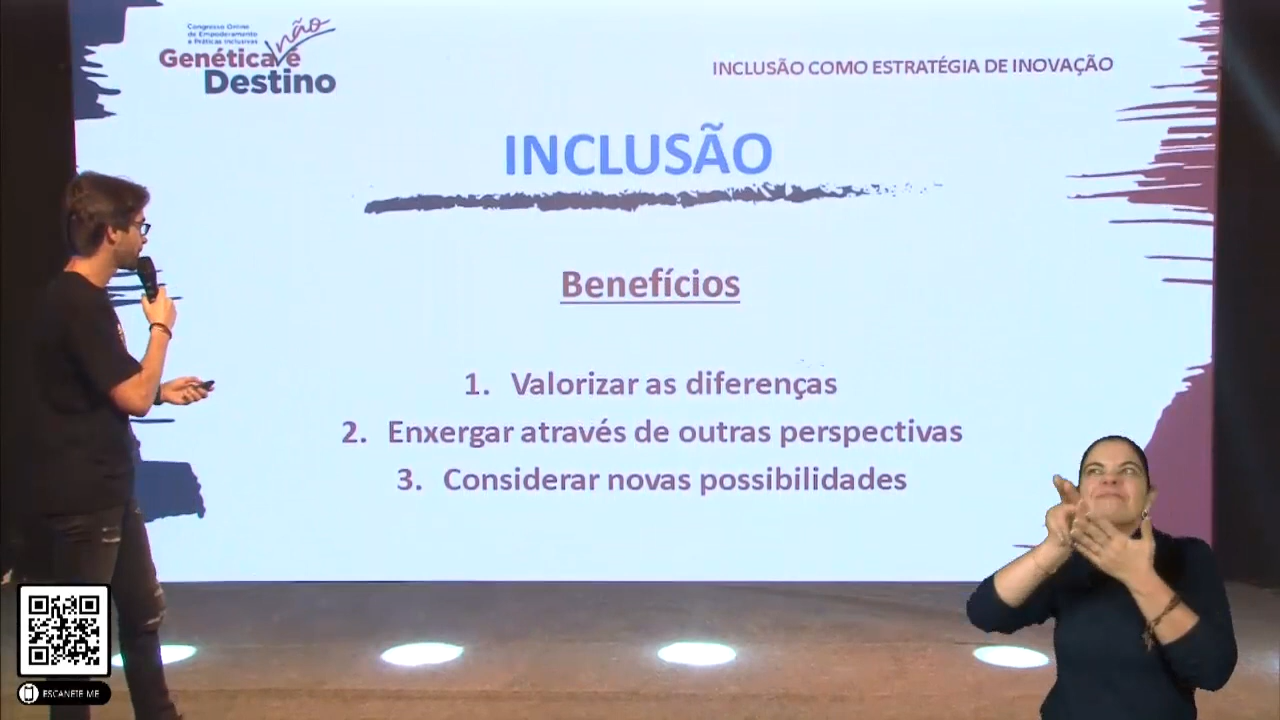 Congresso Online
de Empoderamento
e Práticas Inclusivas
não
Genética é
Destino
INCLUSÃO COMO ESTRATÉGIA DE INOVAÇÃO
INCLUSÃO
Benefícios
1. Valorizar as diferenças
2. Enxergar através de outras perspectivas
3. Considerar novas possibilidades
ESCANEIE ME